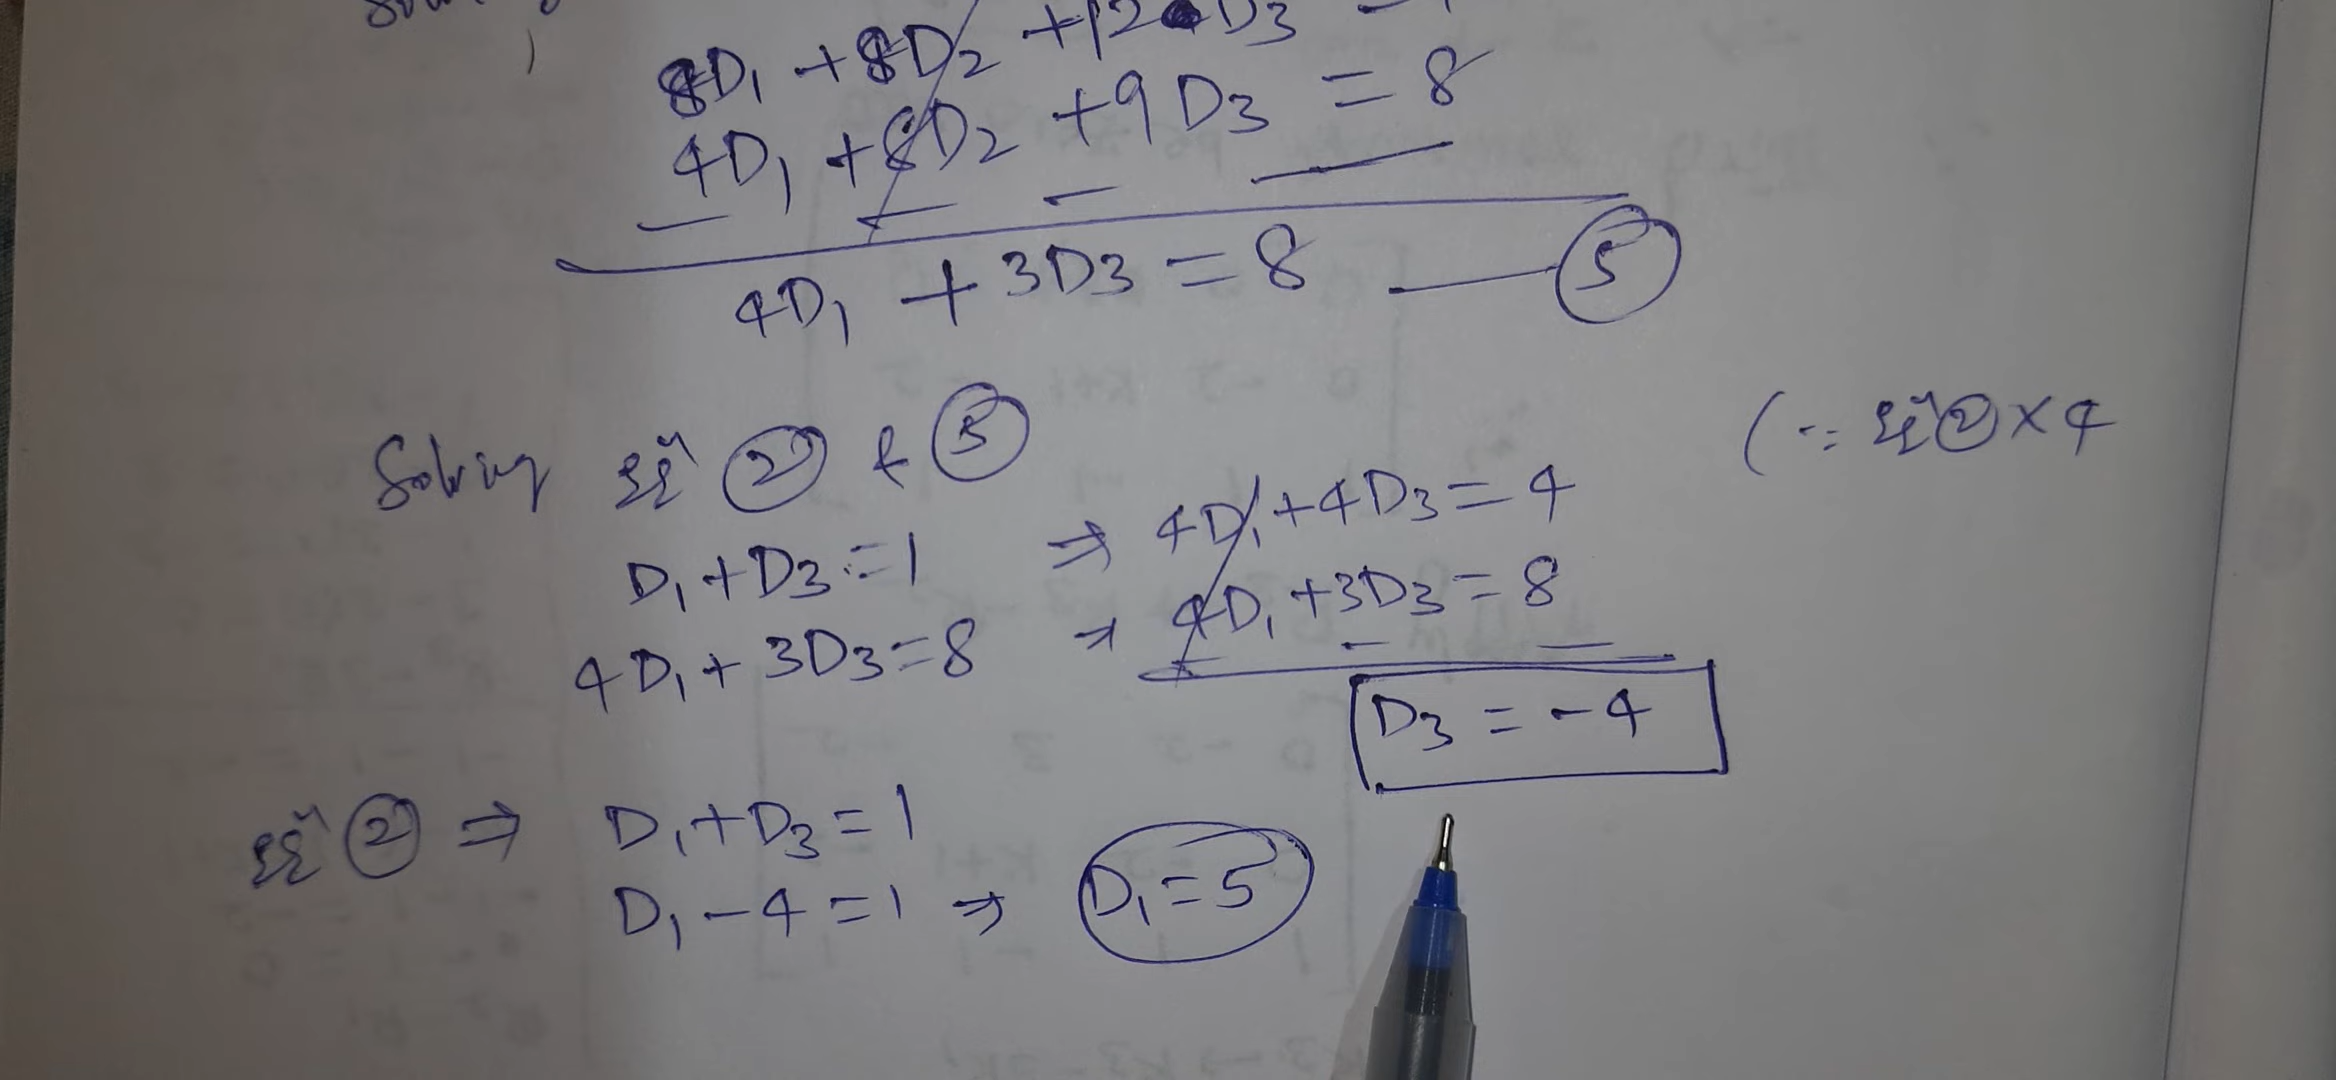 8D1 + 8D2 + 12D3
4D1 + 8D2 + 9D3 = 8
4D1 + 3D3 = 8 — 5
Solving Eq 2 & 5
(∵ Eq 2 × 4
D1 + D3 = 1 ⇒ 4D1 + 4D3 = 4
4D1 + 3D3 = 8 ⇒ 4D1 + 3D3 = 8
D3 = -4
Eq 2 ⇒ D1 + D3 = 1
D1 - 4 = 1 ⇒ D1 = 5